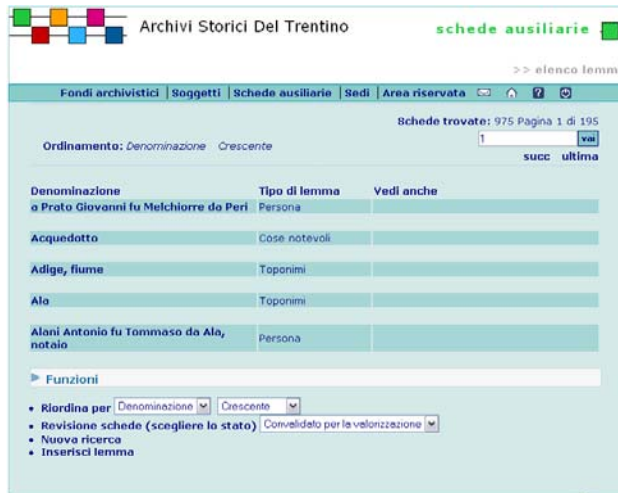 Archivi Storici Del Trentino
schede ausiliarie
>> elenco lemm
Fondi archivistici | Soggetti | Schede ausiliarie | Sedi | Area riservata
Schede trovate: 975 Pagina 1 di 195
1 vai
Ordinamento: Denominazione Crescente
succ ultima
Denominazione Tipo di lemma Vedi anche
a Prato Giovanni fu Melchiorre da Peri Persona
Acquedotto Cose notevoli
Adige, fiume Toponimi
Ala Toponimi
Alani Antonio fu Tommaso da Ala,
notaio Persona
Funzioni
• Riordina per Denominazione Crescente
• Revisione schede (scegliere lo stato) Convalidato per la valorizzazione
• Nuova ricerca
• Inserisci lemma